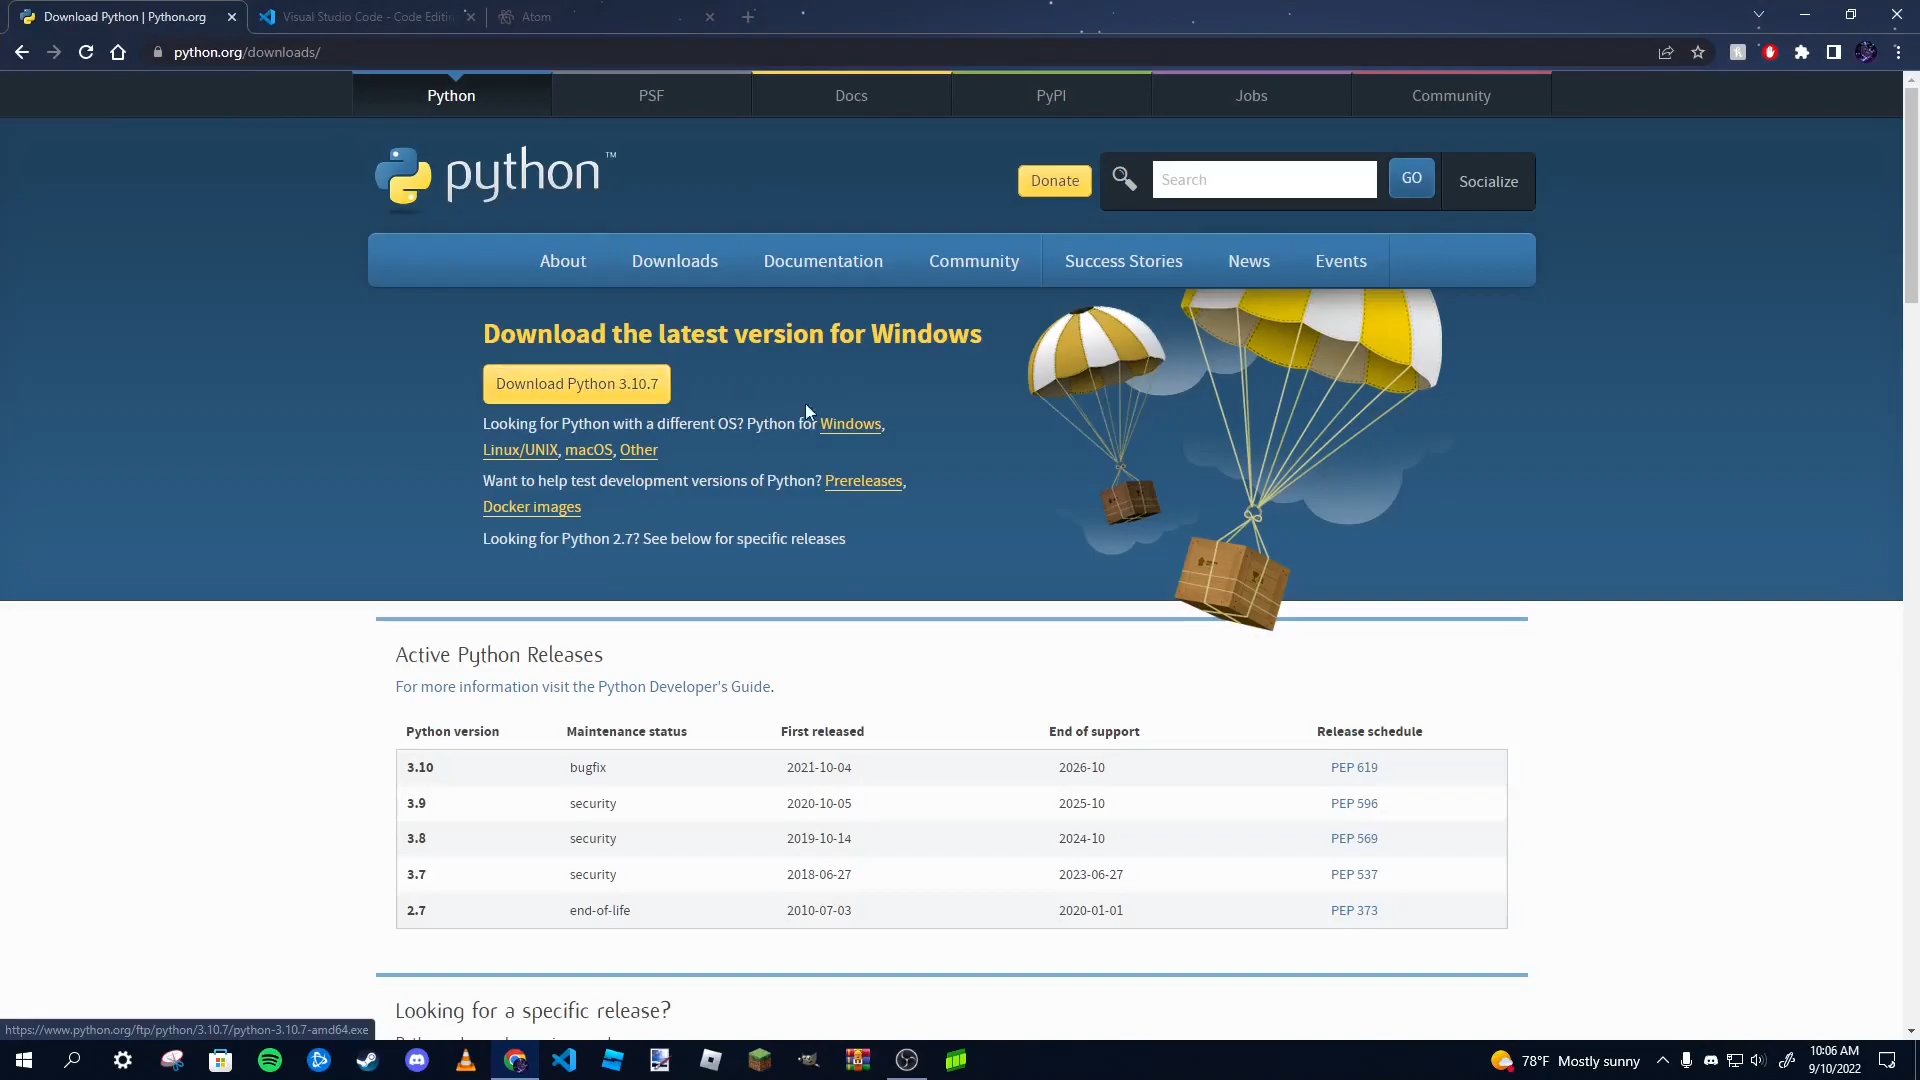 Download Python | Python.org
Visual Studio Code - Code Editin
Atom
python.org/downloads/
Python
PSF
Docs
PyPI
Jobs
Community
python™
Donate
Search
GO
Socialize
About
Downloads
Documentation
Community
Success Stories
News
Events
Download the latest version for Windows
Download Python 3.10.7
Looking for Python with a different OS? Python for Windows,
Linux/UNIX, macOS, Other
Want to help test development versions of Python? Prereleases,
Docker images
Looking for Python 2.7? See below for specific releases
Active Python Releases
For more information visit the Python Developer's Guide.
Python version Maintenance status First released End of support Release schedule
3.10 bugfix 2021-10-04 2026-10 PEP 619
3.9 security 2020-10-05 2025-10 PEP 596
3.8 security 2019-10-14 2024-10 PEP 569
3.7 security 2018-06-27 2023-06-27 PEP 537
2.7 end-of-life 2010-07-03 2020-01-01 PEP 373
Looking for a specific release?
https://www.python.org/ftp/python/3.10.7/python-3.10.7-amd64.exe
78°F Mostly sunny
10:06 AM
9/10/2022